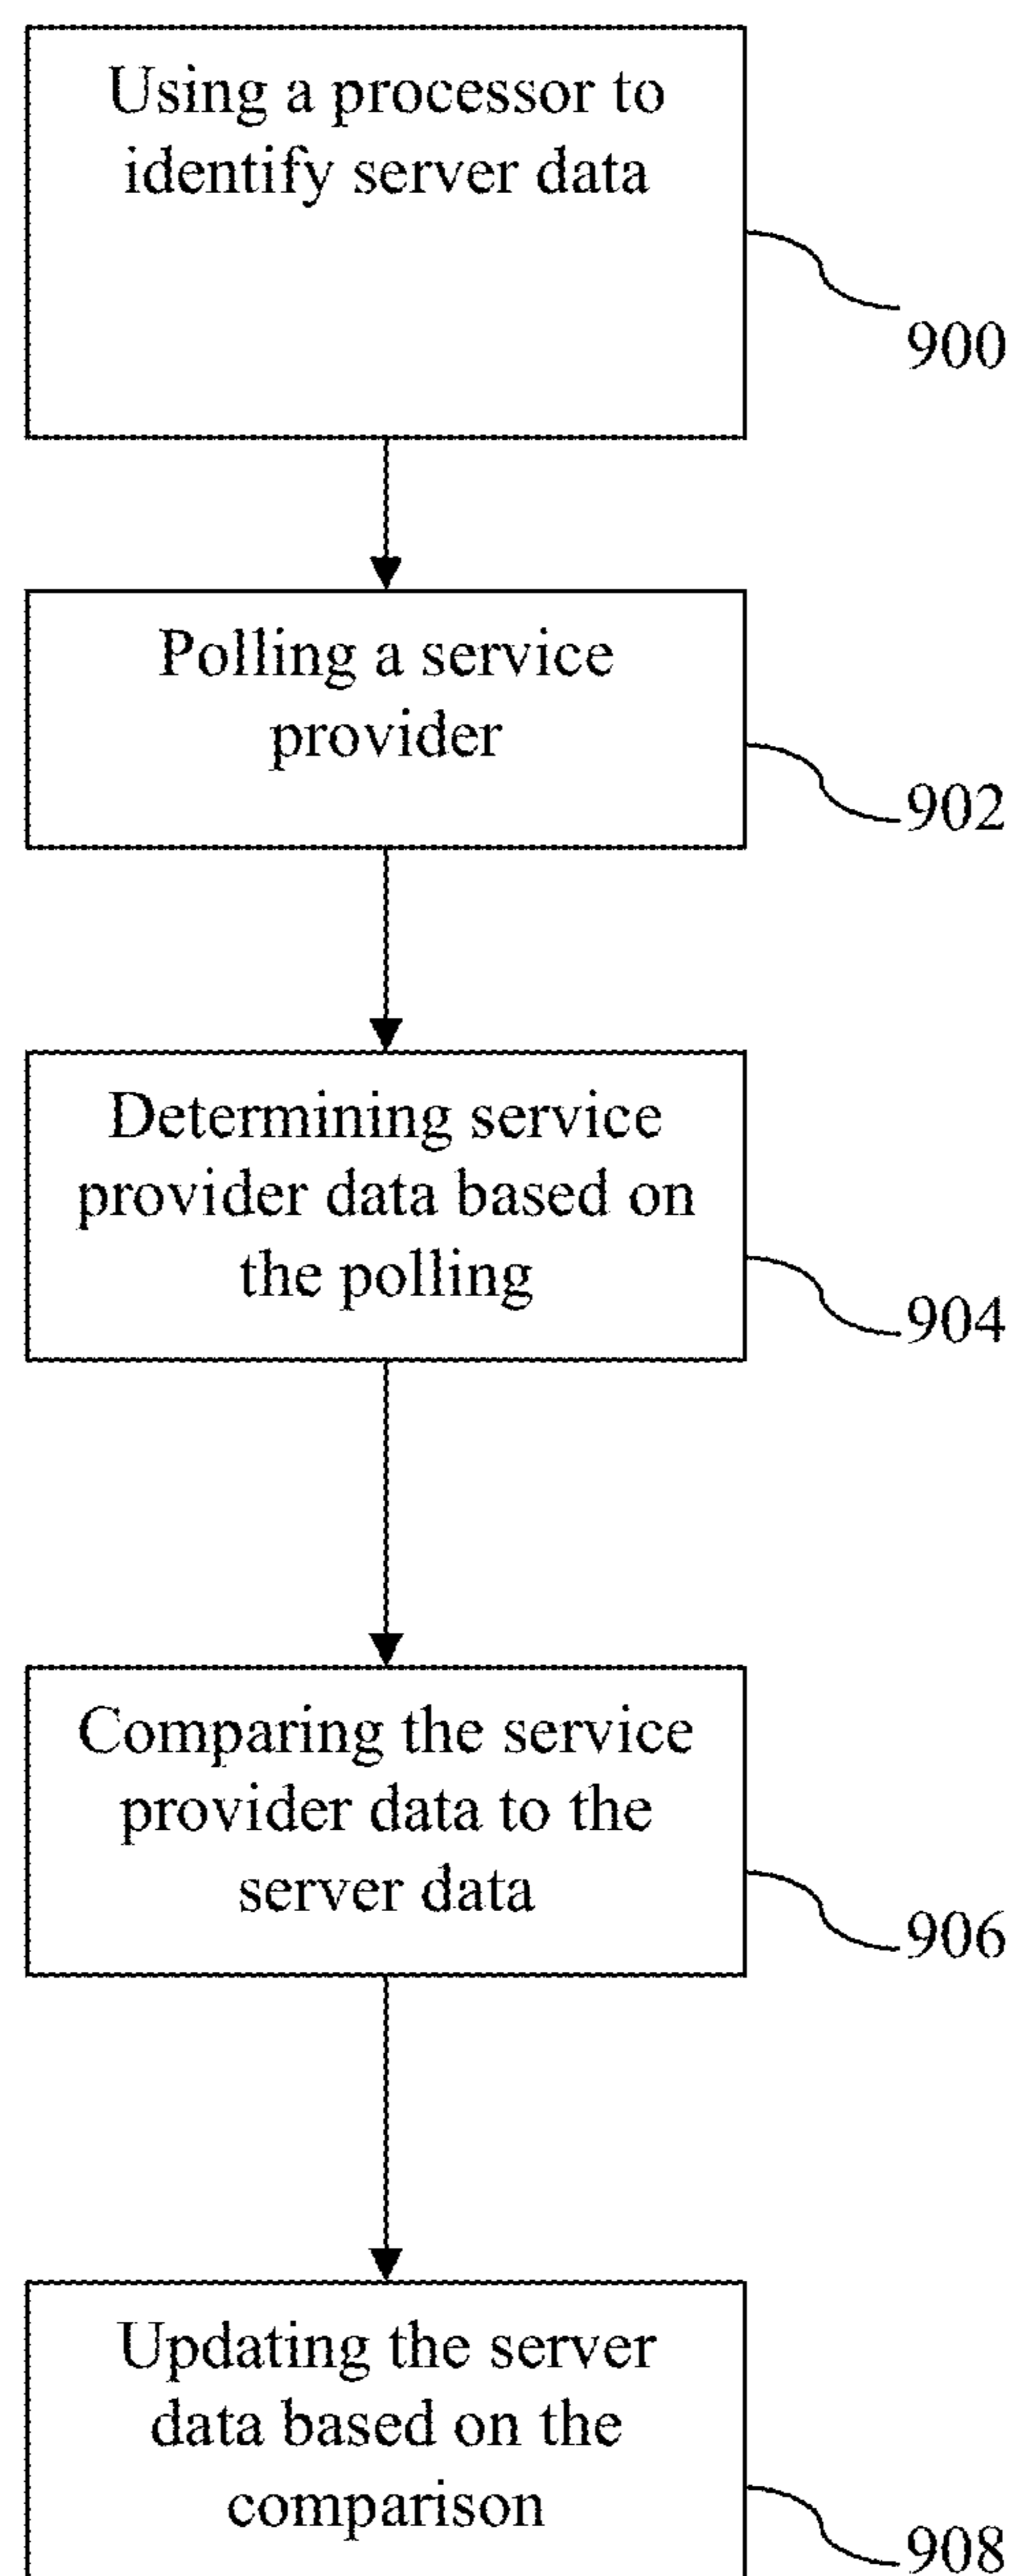 Using a processor to
identify server data
900
Polling a service
provider
902
Determining service
provider data based on
the polling
904
Comparing the service
provider data to the
server data
906
Updating the server
data based on the
comparison
908